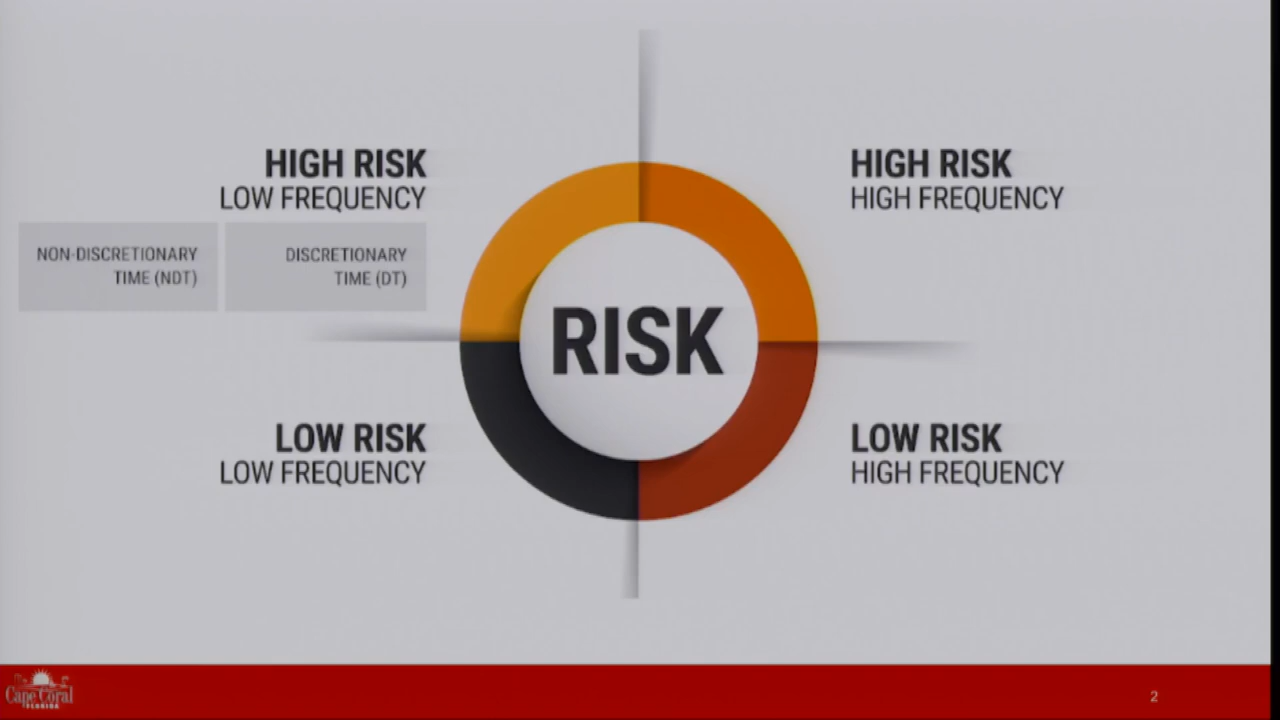 HIGH RISK
LOW FREQUENCY
NON-DISCRETIONARY
TIME (NDT)
DISCRETIONARY
TIME (DT)
HIGH RISK
HIGH FREQUENCY
RISK
LOW RISK
LOW FREQUENCY
LOW RISK
HIGH FREQUENCY
Cape Coral
FLORIDA
2